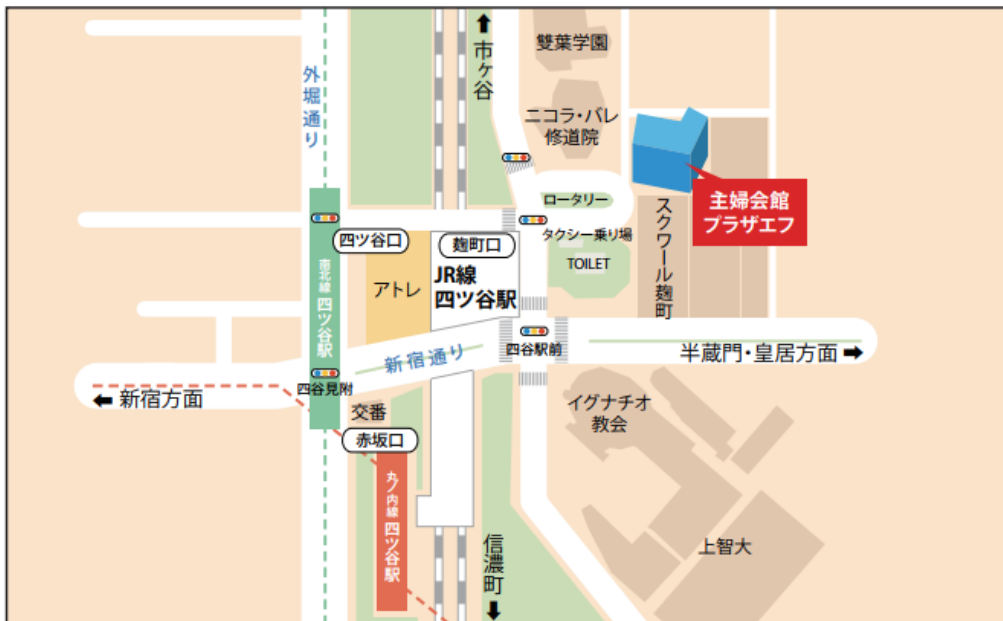 市ヶ谷
雙葉学園
外堀通り
ニコラ・バレ
修道院
主婦会館
プラザエフ
ロータリー
四ツ谷口
麹町口
タクシー乗り場
スクワール麹町
TOILET
アトレ
JR線
四ツ谷駅
南北線 四ツ谷駅
新宿通り
四谷駅前
半蔵門・皇居方面
四谷見附
新宿方面
交番
イグナチオ
教会
赤坂口
丸ノ内線 四ツ谷駅
信濃町
上智大